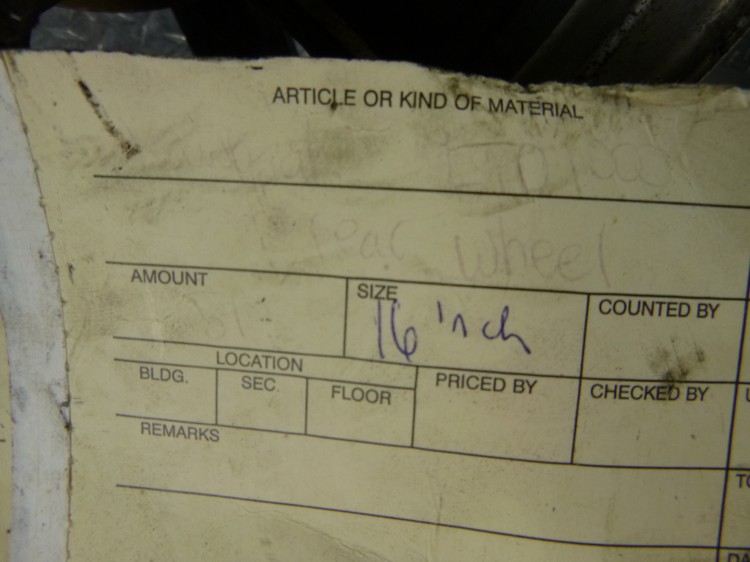 ARTICLE OR KIND OF MATERIAL
wheel
AMOUNT SIZE COUNTED BY
16 inch
LOCATION
BLDG. SEC. FLOOR PRICED BY CHECKED BY
REMARKS